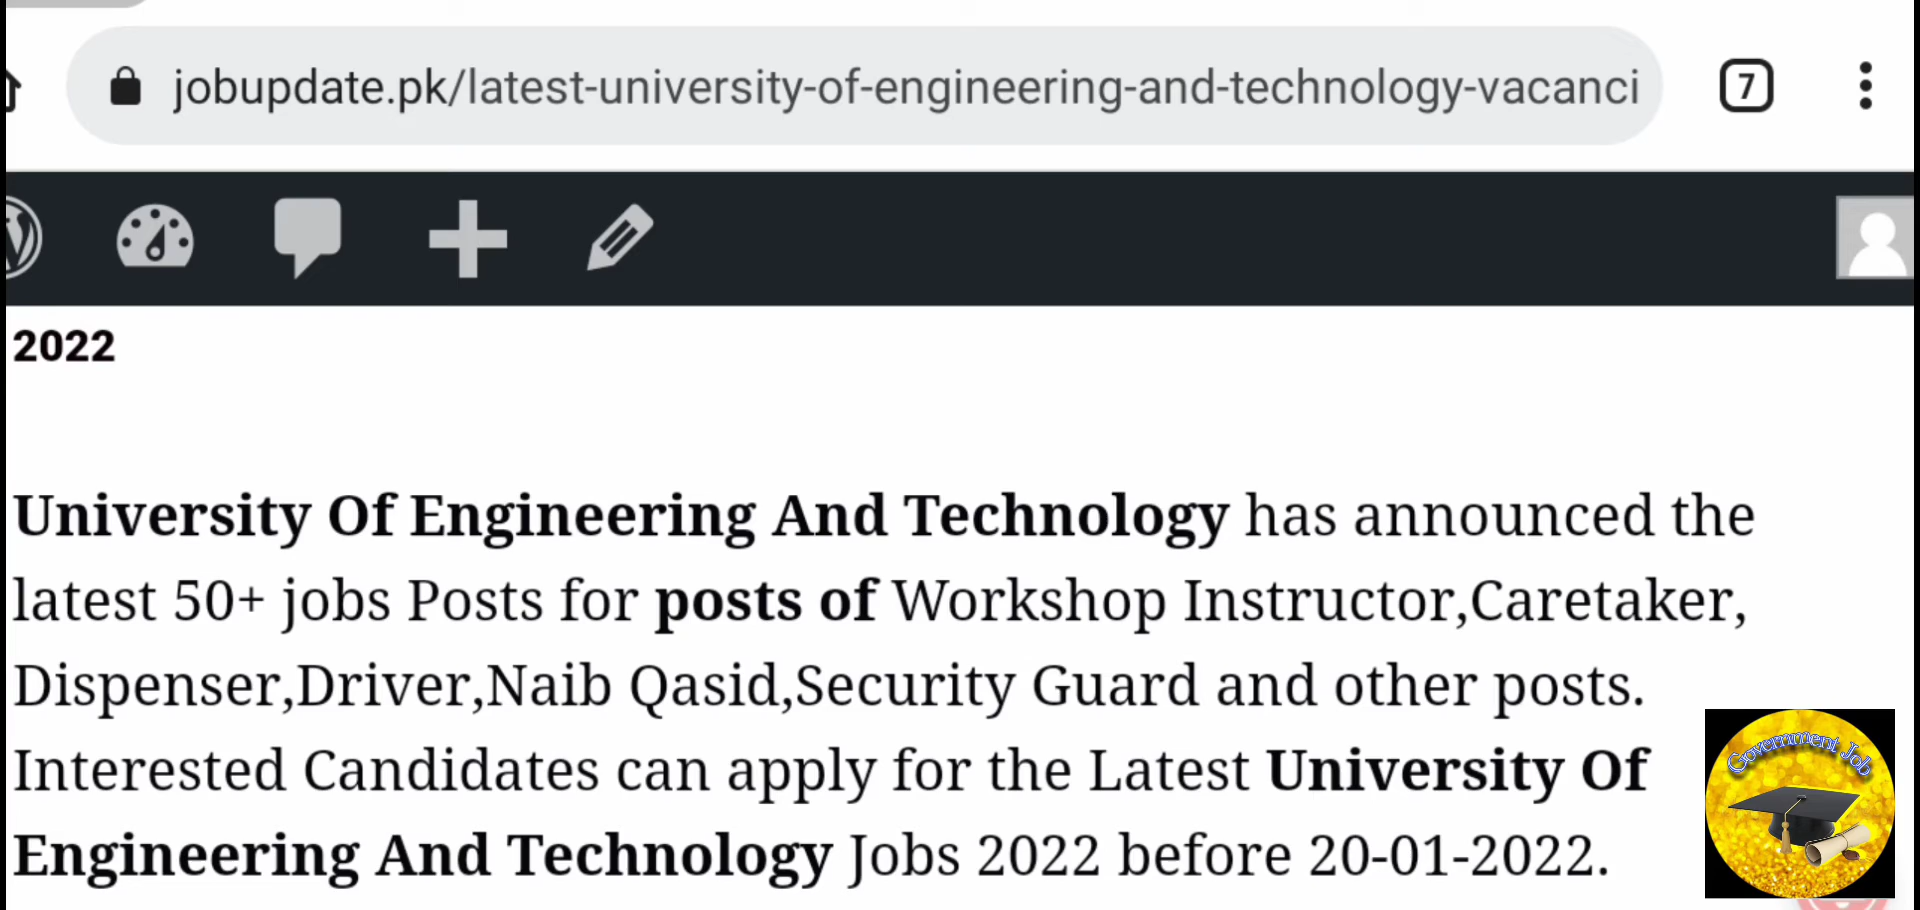 jobupdate.pk/latest-university-of-engineering-and-technology-vacanci
7
2022
University Of Engineering And Technology has announced the
latest 50+ jobs Posts for posts of Workshop Instructor,Caretaker,
Dispenser,Driver,Naib Qasid,Security Guard and other posts.
Interested Candidates can apply for the Latest University Of
Engineering And Technology Jobs 2022 before 20-01-2022.
Government Job